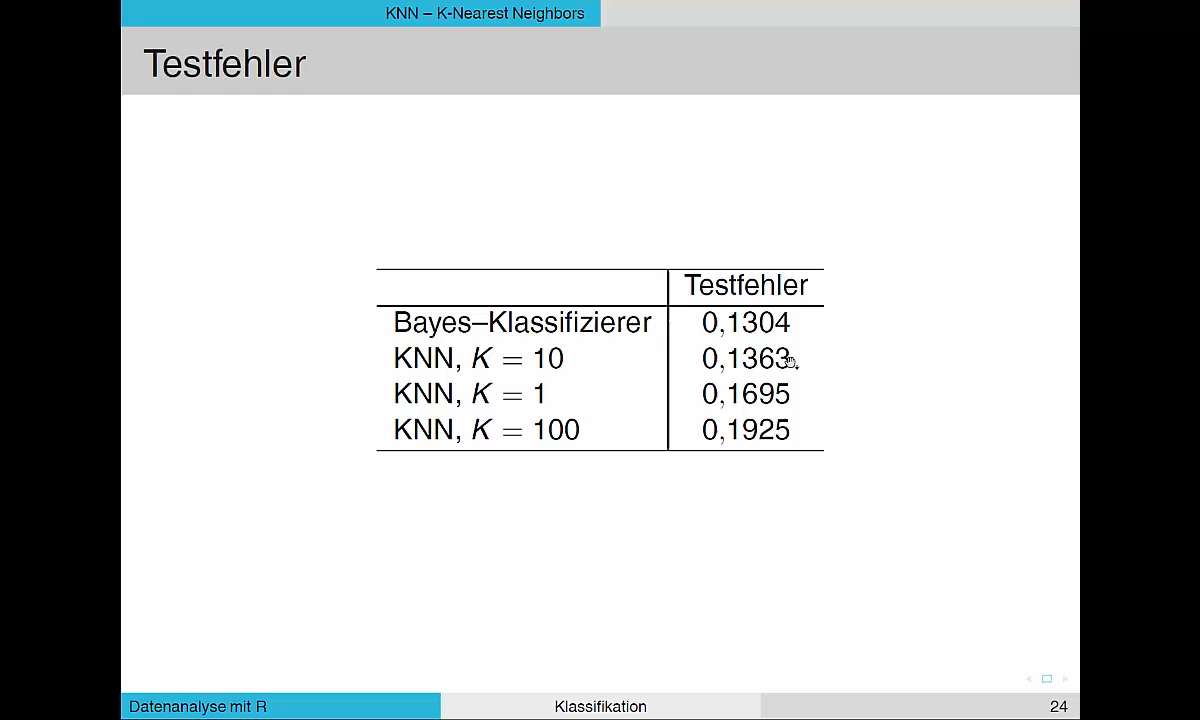 KNN – K-Nearest Neighbors
Testfehler
Testfehler
Bayes–Klassifizierer 0,1304
KNN, K = 10 0,1363
KNN, K = 1 0,1695
KNN, K = 100 0,1925
Datenanalyse mit R Klassifikation 24